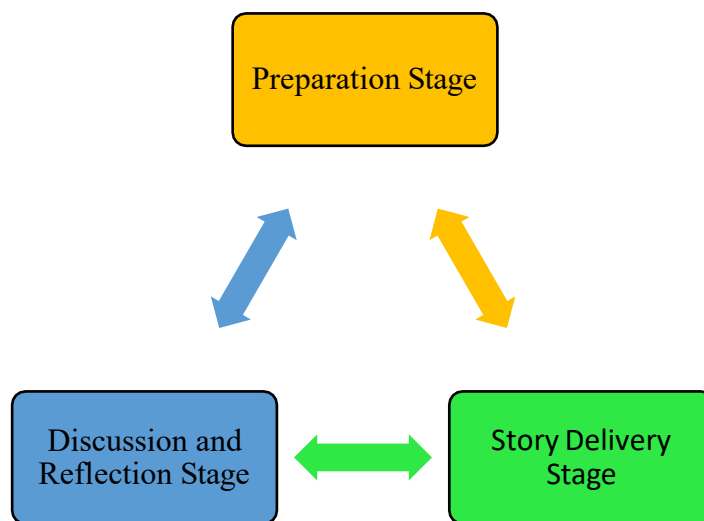 Preparation Stage
Discussion and
Reflection Stage
Story Delivery
Stage